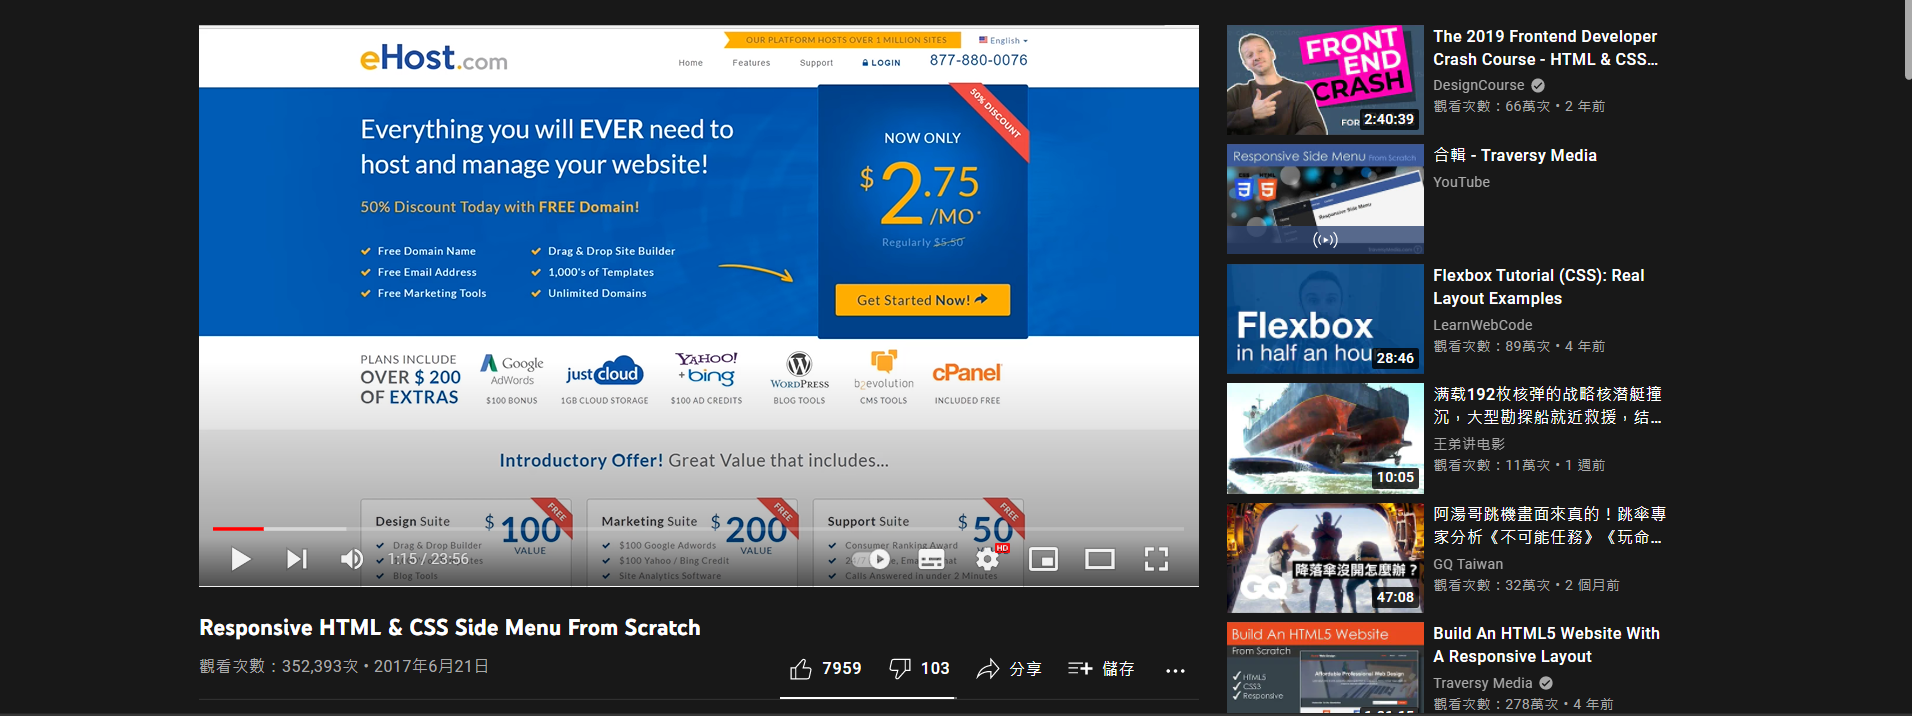 OUR PLATFORM HOSTS OVER 1 MILLION SITES
English
eHost.com
Home Features Support LOGIN 877-880-0076
50% DISCOUNT
Everything you will EVER need to
host and manage your website!
50% Discount Today with FREE Domain!
Free Domain Name
Free Email Address
Free Marketing Tools
Drag & Drop Site Builder
1,000's of Templates
Unlimited Domains
NOW ONLY
$2.75
/MO*
Regularly $5.50
Get Started Now!
PLANS INCLUDE
OVER $ 200
OF EXTRAS
Google
AdWords
$100 BONUS
justcloud
1GB CLOUD STORAGE
YAHOO!
+ bing
$100 AD CREDITS
WORDPRESS
BLOG TOOLS
b2evolution
CMS TOOLS
cPanel
INCLUDED FREE
Introductory Offer! Great Value that includes...
Design Suite $100
VALUE
FREE
Drag & Drop Builder
Blog Tools
Marketing Suite $200
VALUE
FREE
$100 Google Adwords
$100 Yahoo / Bing Credit
Site Analytics Software
Support Suite $50
FREE
Consumer Ranking Award
Calls Answered in under 2 Minutes
1:15 / 23:56
HD
Responsive HTML & CSS Side Menu From Scratch
觀看次數：352,393次 • 2017年6月21日
7959
103
分享
儲存
FRONT
END
CRASH
FOR
2:40:39
The 2019 Frontend Developer
Crash Course - HTML & CSS...
DesignCourse
觀看次數：66萬次 • 2 年前
Responsive Side Menu From Scratch
CSS HTML
3 5
Responsive Side Menu
合輯 - Traversy Media
YouTube
Flexbox
in half an hou
28:46
Flexbox Tutorial (CSS): Real
Layout Examples
LearnWebCode
觀看次數：89萬次 • 4 年前
10:05
满载192枚核弹的战略核潜艇撞
沉，大型勘探船就近救援，结...
王弟讲电影
觀看次數：11萬次 • 1 週前
降落傘沒開怎麼辦？
GQ
47:08
阿湯哥跳機畫面來真的！跳傘專
家分析《不可能任務》《玩命...
GQ Taiwan
觀看次數：32萬次 • 2 個月前
Build An HTML5 Website
From Scratch
HTML5
CSS3
Responsive
Affordable Professional Web Design
Build An HTML5 Website With
A Responsive Layout
Traversy Media
觀看次數：278萬次 • 4 年前